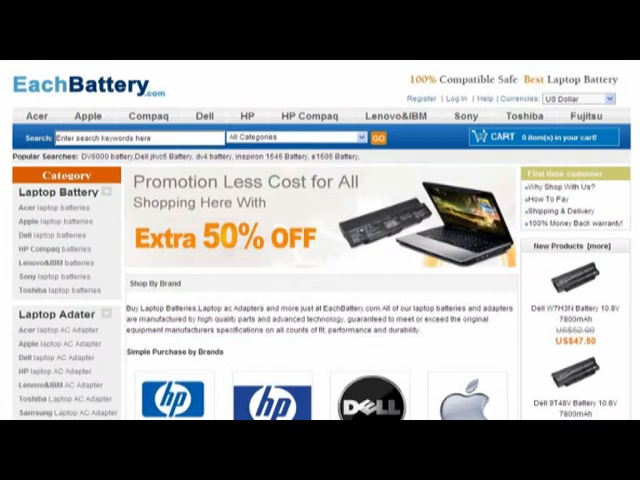 EachBattery.com
100% Compatible Safe Best Laptop Battery
Register | Log In | Help | Currencies: US Dollar
Acer Apple Compaq Dell HP HP Compaq Lenovo&IBM Sony Toshiba Fujitsu
Search: Enter search keywords here All Categories GO CART 0 item(s) in your cart!
Popular Searches: DV6000 battery,Dell jkvc5 Battery, dv4 battery, inspiron 1545 Battery, e1505 Battery,
Category
Laptop Battery
Acer laptop batteries
Apple laptop batteries
Dell laptop batteries
HP Compaq batteries
Lenovo&IBM batteries
Sony laptop batteries
Toshiba laptop batteries
Laptop Adater
Acer laptop AC Adapter
Apple laptop AC Adapter
Dell laptop AC Adapter
HP laptop AC Adapter
Lenovo&IBM AC Adapter
Toshiba Laptop AC Adapter
Samsung Laptop AC Adapter
Promotion Less Cost for All
Shopping Here With
Extra 50% OFF
Shop By Brand
Buy Laptop Batteries,Laptop ac Adapters and more just at EachBattery.com.All of our laptop batteries and adapters
are manufactured by high quality parts and advanced technology, guaranteed to meet or exceed the original
equipment manufacturers specifications on all counts of fit, performance and durability.
Simple Purchase by Brands
hp
hp
DELL
First time customer
»Why Shop With Us?
»How To Pay
»Shipping & Delivery
»100% Money Back warranty!
New Products [more]
Dell W7H3N Battery 10.8V
7800mAh
US$52.00
US$47.50
Dell 9T48V Battery 10.8V
7800mAh